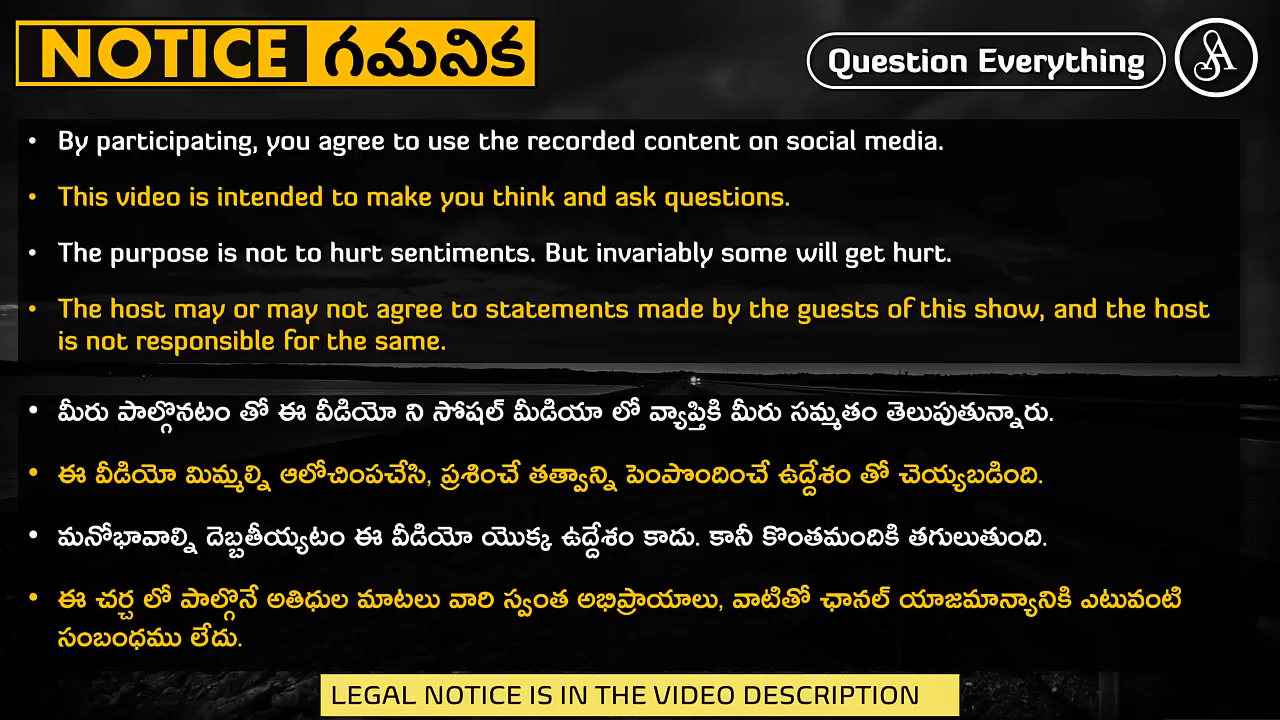 NOTICE గమనిక
Question Everything
• By participating, you agree to use the recorded content on social media.
• This video is intended to make you think and ask questions.
• The purpose is not to hurt sentiments. But invariably some will get hurt.
• The host may or may not agree to statements made by the guests of this show, and the host
is not responsible for the same.
• మీరు పాల్గొనటం తో ఈ వీడియో ని సోషల్ మీడియా లో వ్యాప్తికి మీరు సమ్మతం తెలుపుతున్నారు.
• ఈ వీడియో మిమ్మల్ని ఆలోచింపచేసి, ప్రశించే తత్వాన్ని పెంపొందించే ఉద్దేశం తో చెయ్యబడింది.
• మనోభావాల్ని దెబ్బతీయ్యటం ఈ వీడియో యొక్క ఉద్దేశం కాదు. కానీ కొంతమందికి తగులుతుంది.
• ఈ చర్చ లో పాల్గొనే అతిధుల మాటలు వారి స్వంత అభిప్రాయాలు, వాటితో ఛానల్ యాజమాన్యానికి ఎటువంటి
సంబంధము లేదు.
LEGAL NOTICE IS IN THE VIDEO DESCRIPTION